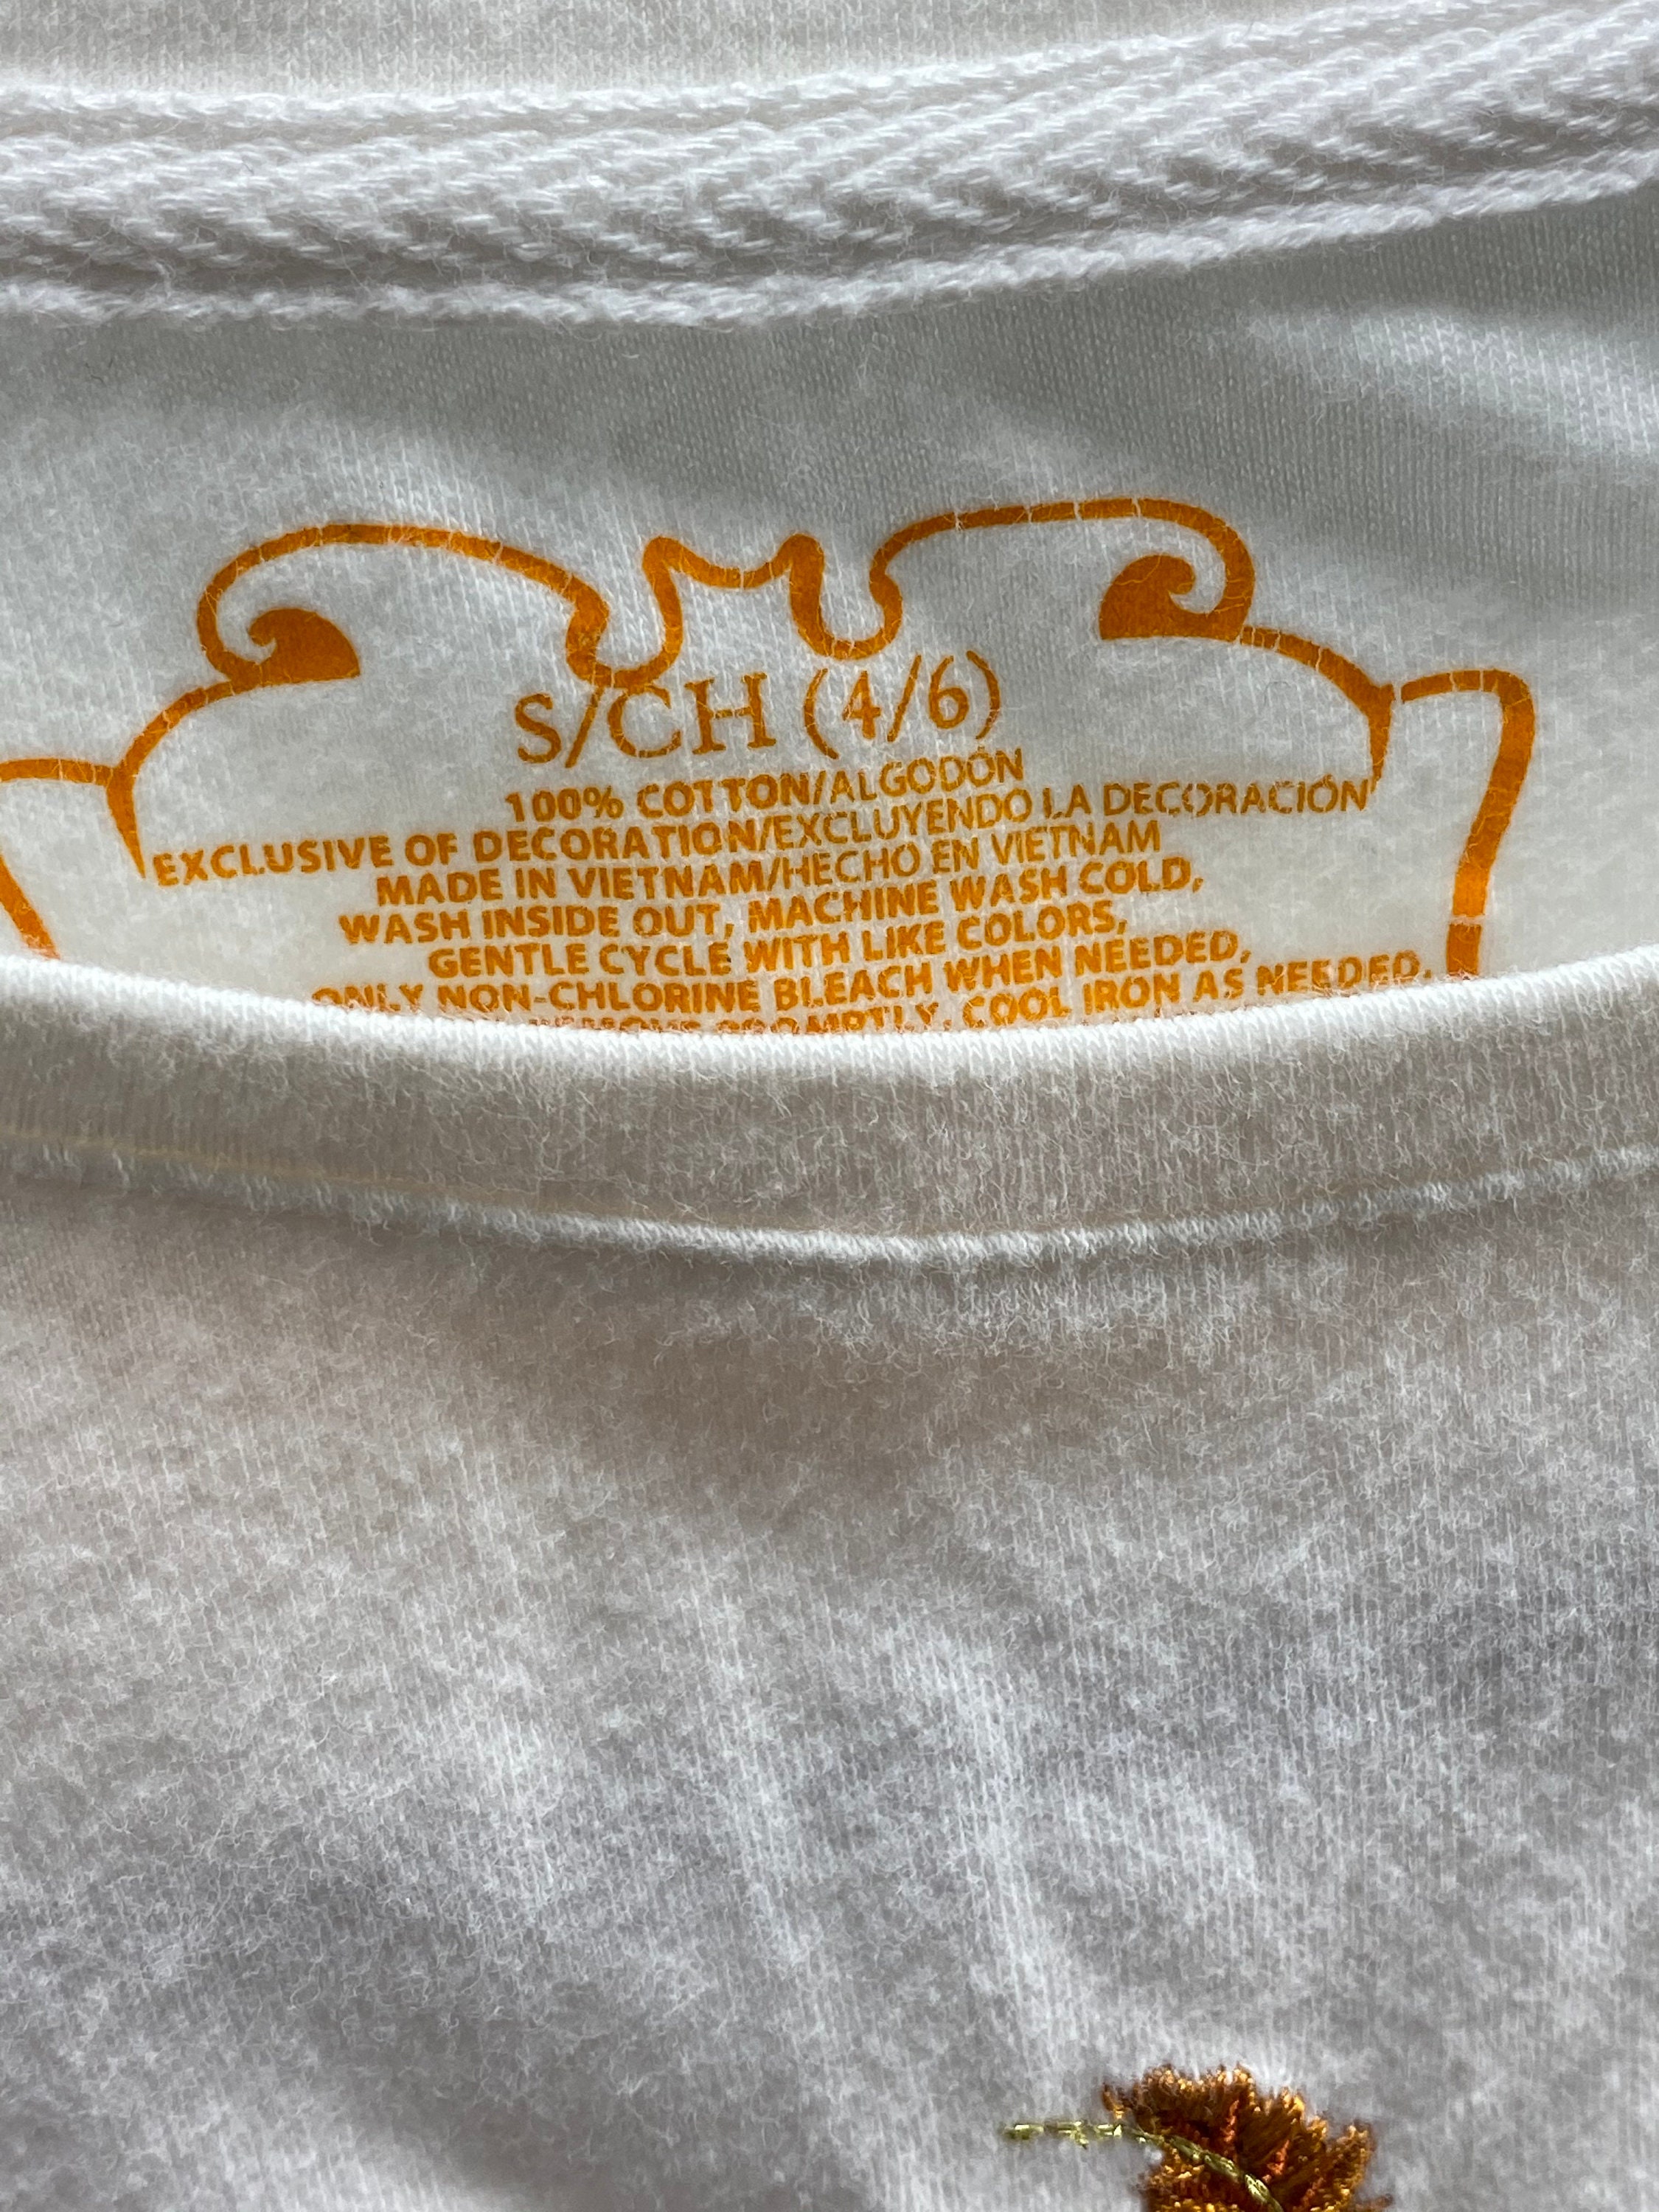 S/CH (4/6)
100% COTTON/ALGODÓN
EXCLUSIVE OF DECORATION/EXCLUYENDO LA DECORACIÓN
MADE IN VIETNAM/HECHO EN VIETNAM
WASH INSIDE OUT, MACHINE WASH COLD,
GENTLE CYCLE WITH LIKE COLORS,
ONLY NON-CHLORINE BLEACH WHEN NEEDED,
PROMPTLY, COOL IRON AS NEEDED.